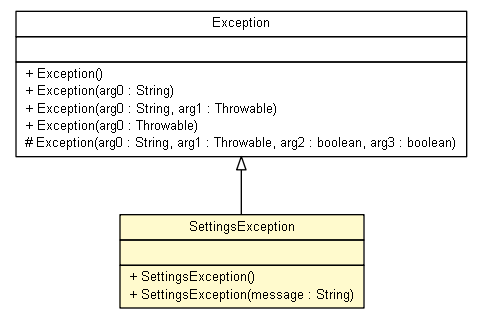 Exception
+ Exception()
+ Exception(arg0 : String)
+ Exception(arg0 : String, arg1 : Throwable)
+ Exception(arg0 : Throwable)
# Exception(arg0 : String, arg1 : Throwable, arg2 : boolean, arg3 : boolean)
SettingsException
+ SettingsException()
+ SettingsException(message : String)